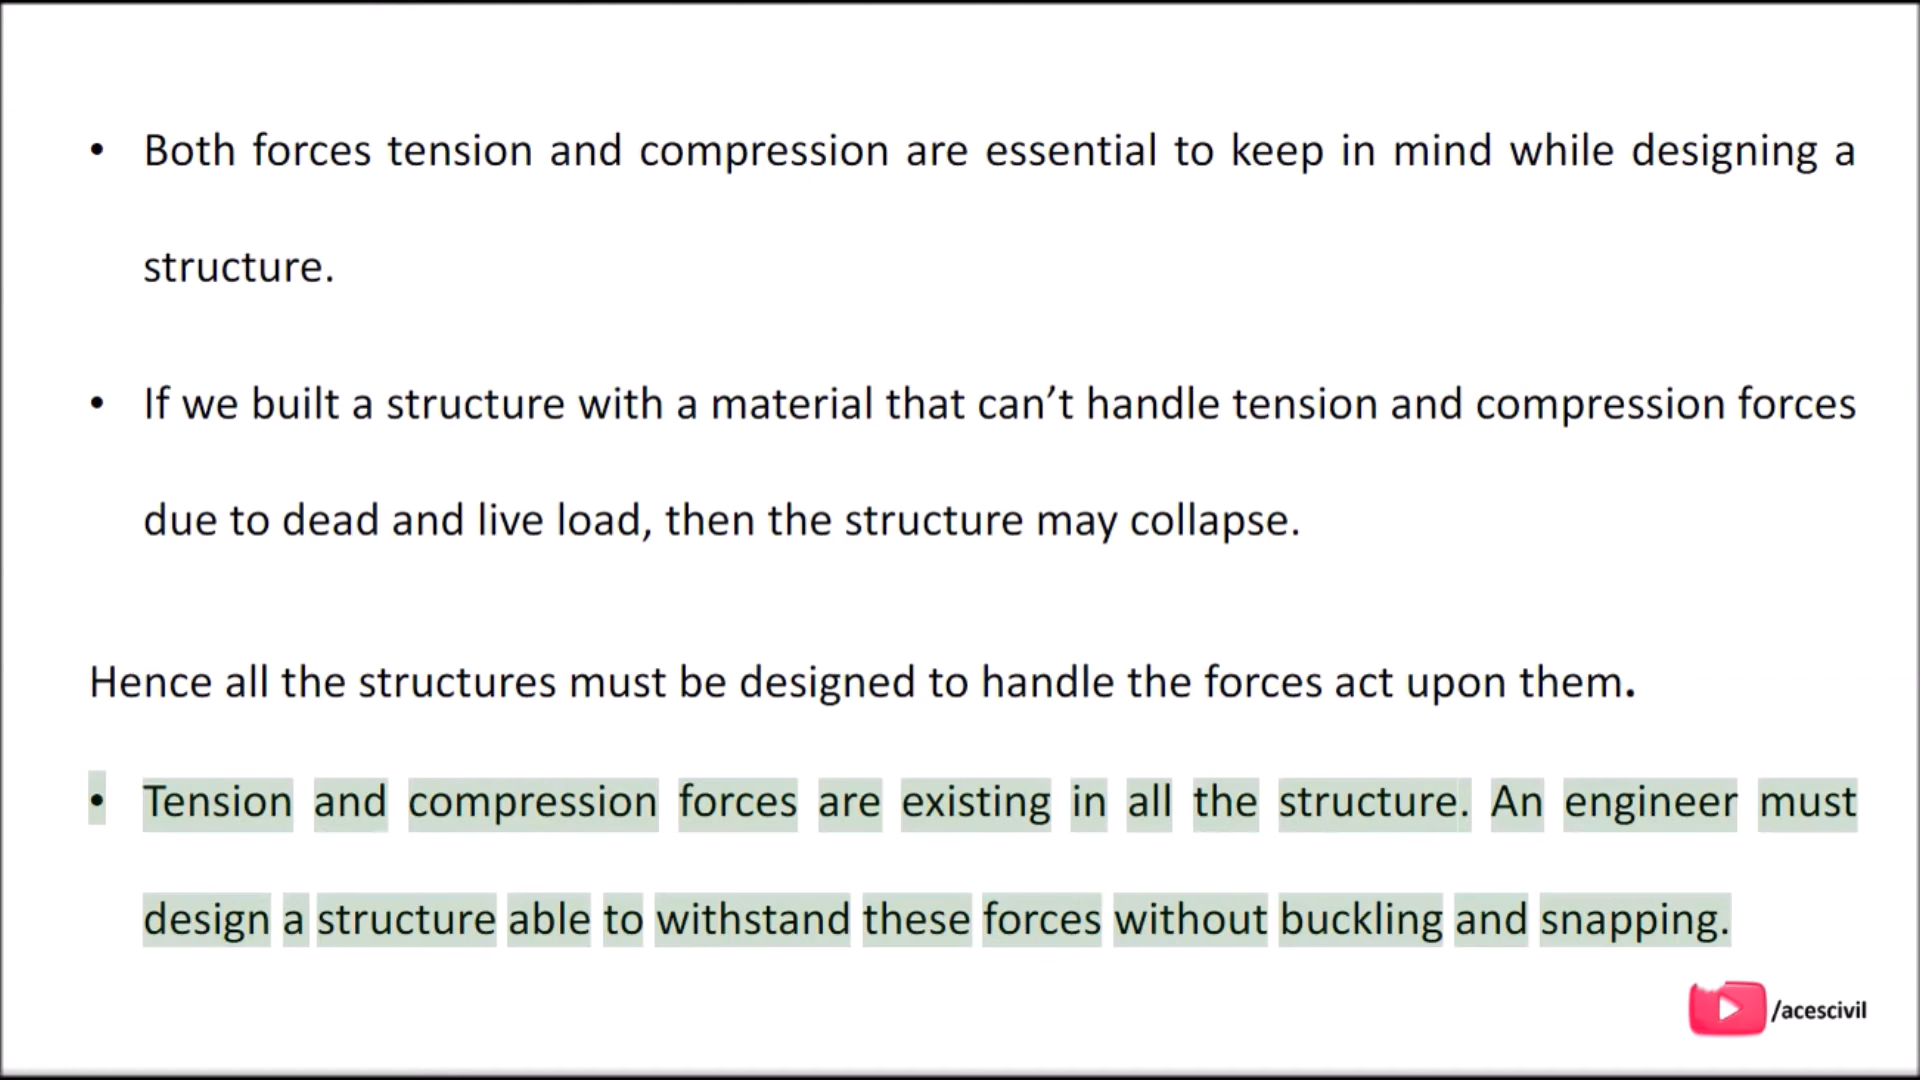 • Both forces tension and compression are essential to keep in mind while designing a
structure.
• If we built a structure with a material that can’t handle tension and compression forces
due to dead and live load, then the structure may collapse.
Hence all the structures must be designed to handle the forces act upon them.
• Tension and compression forces are existing in all the structure. An engineer must
design a structure able to withstand these forces without buckling and snapping.
/acescivil